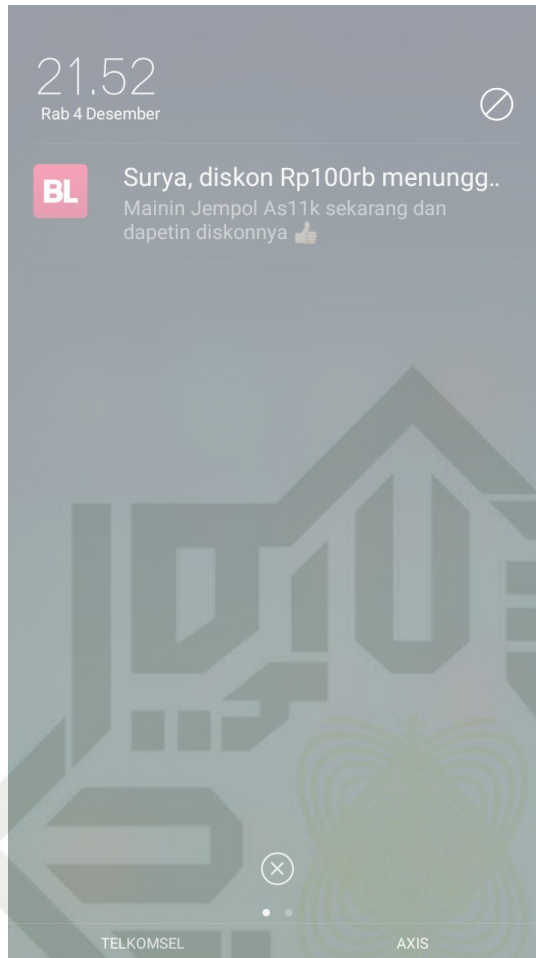 21.52
Rab 4 Desember
BL
Surya, diskon Rp100rb menungg..
Mainin Jempol As11k sekarang dan
dapetin diskonnya 👍
TELKOMSEL
AXIS